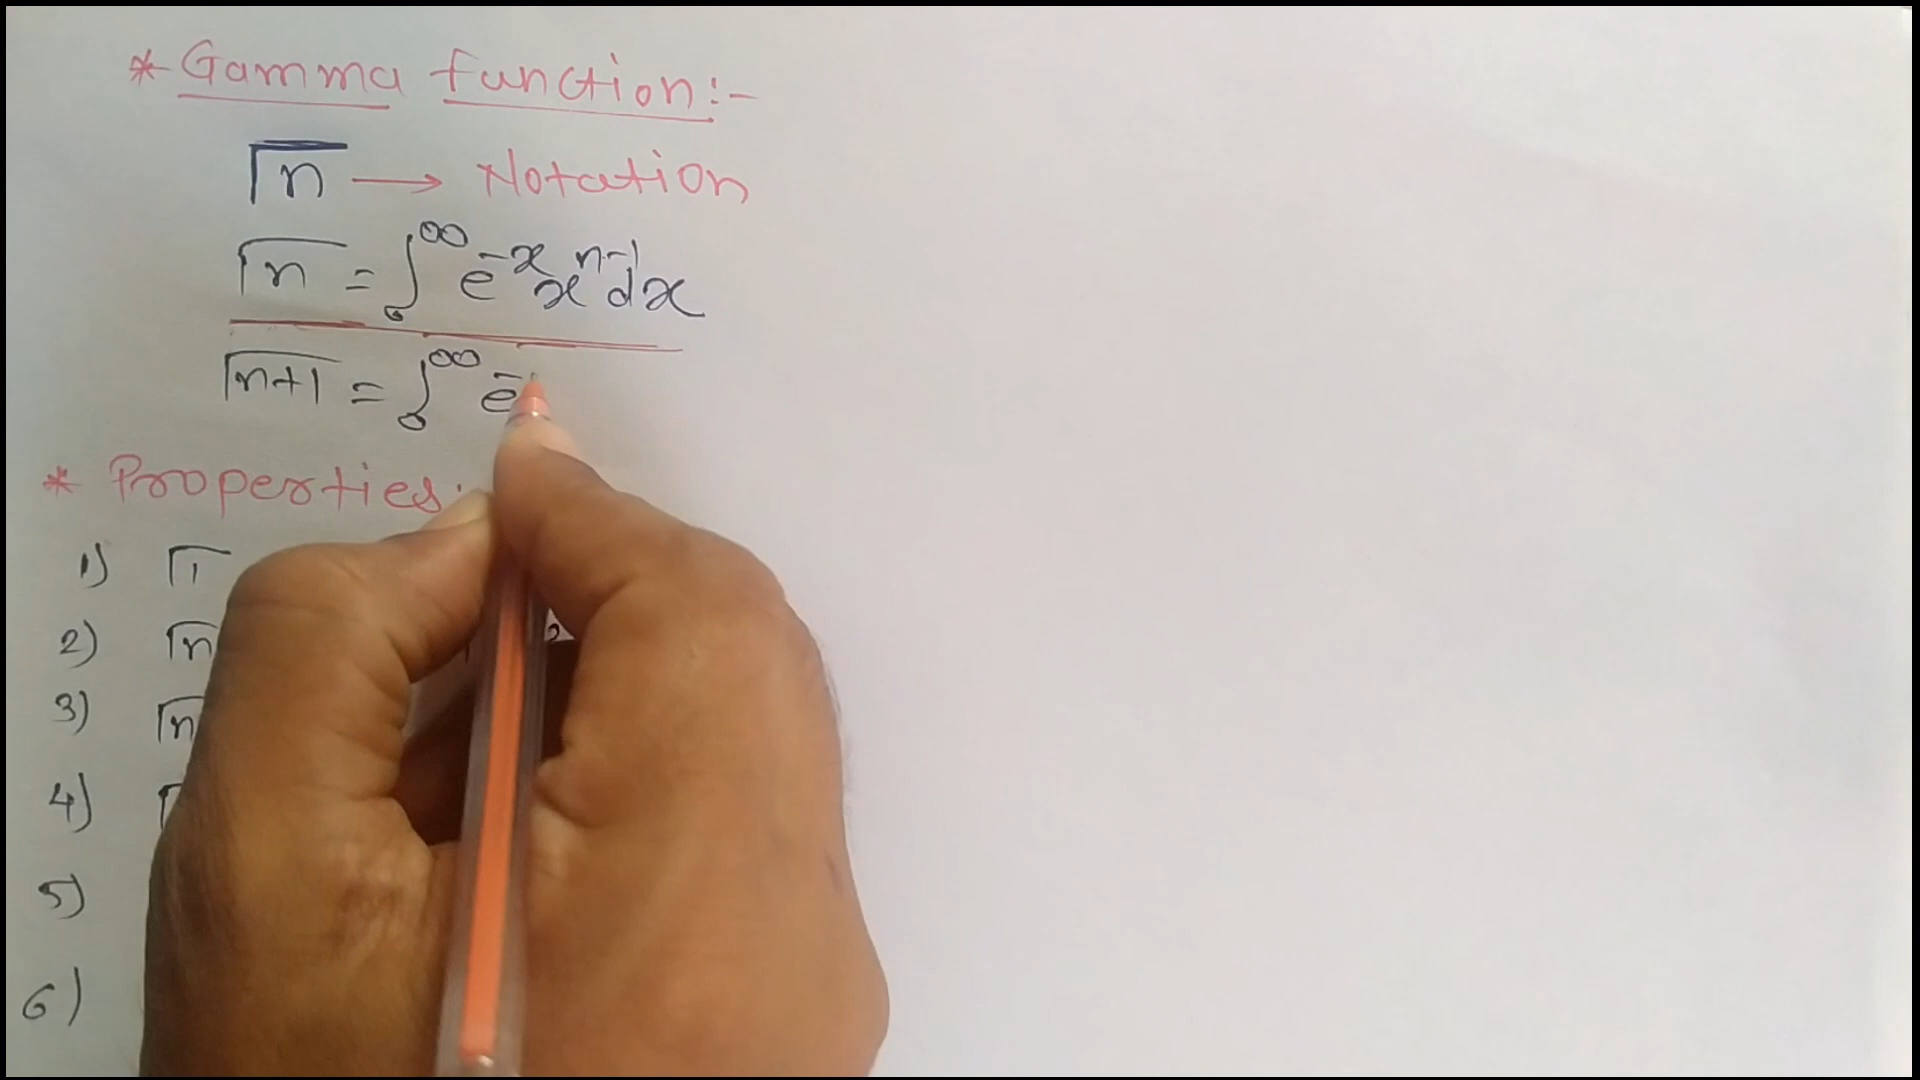 * Gamma function:-
Γn → Notation
Γn = ∫₀^∞ e^-x x^n-1 dx
Γn+1 = ∫₀^∞ e^-
* Properties
1) Γ1
2) Γn
3) Γn
4) Γ
5)
6)